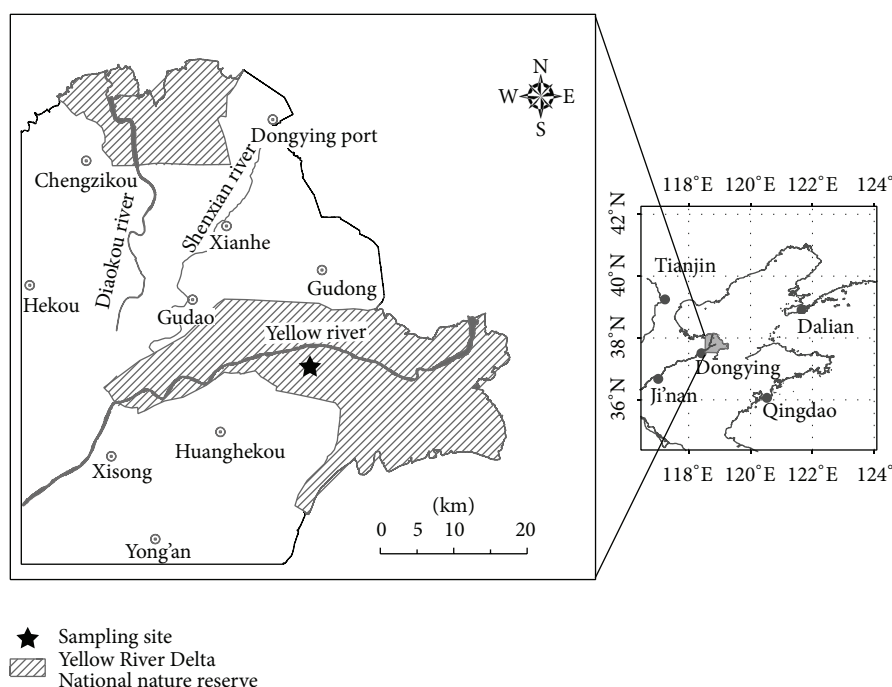 N
W
E
S
Dongying port
Chengzikou
Shenxian river
Diaokou river
Xianhe
Gudong
Hekou
Gudao
Yellow river
Huanghekou
Xisong
Yong'an
(km)
0 5 10 20
118°E 120°E 122°E 124°
42°N
40°N
38°N
36°N
Tianjin
Dalian
Dongying
Ji'nan
Qingdao
118°E 120°E 122°E 124°
Sampling site
Yellow River Delta
National nature reserve